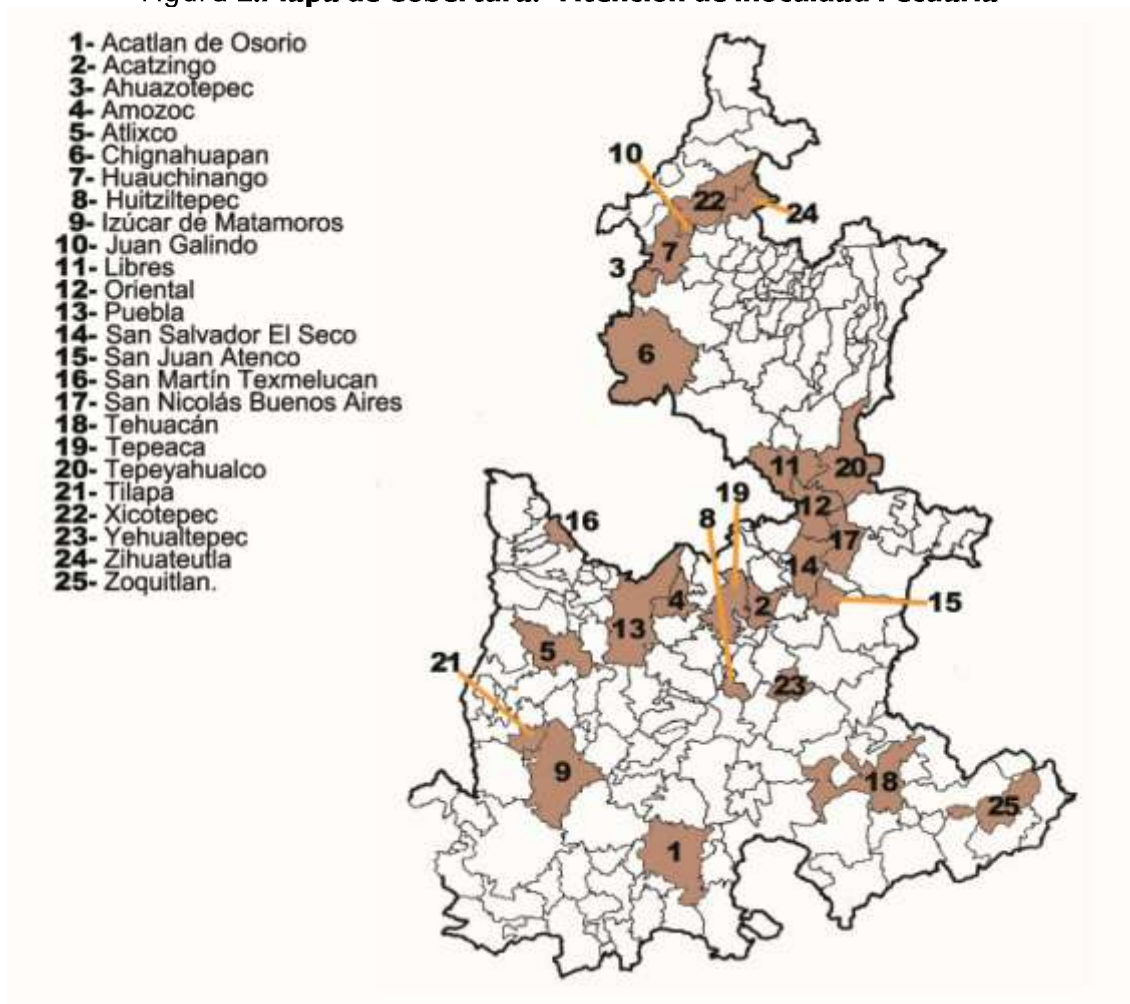 1- Acatlan de Osorio
2- Acatzingo
3- Ahuazotepec
4- Amozoc
5- Atlixco
6- Chignahuapan
7- Huauchinango
8- Huitziltepec
9- Izúcar de Matamoros
10- Juan Galindo
11- Libres
12- Oriental
13- Puebla
14- San Salvador El Seco
15- San Juan Atenco
16- San Martín Texmelucan
17- San Nicolás Buenos Aires
18- Tehuacán
19- Tepeaca
20- Tepeyahualco
21- Tilapa
22- Xicotepec
23- Yehualtepec
24- Zihuateutla
25- Zoquitlan.
10
22
24
7
3
6
11
20
19
12
8
16
17
14
4
2
15
13
5
21
23
9
18
25
1